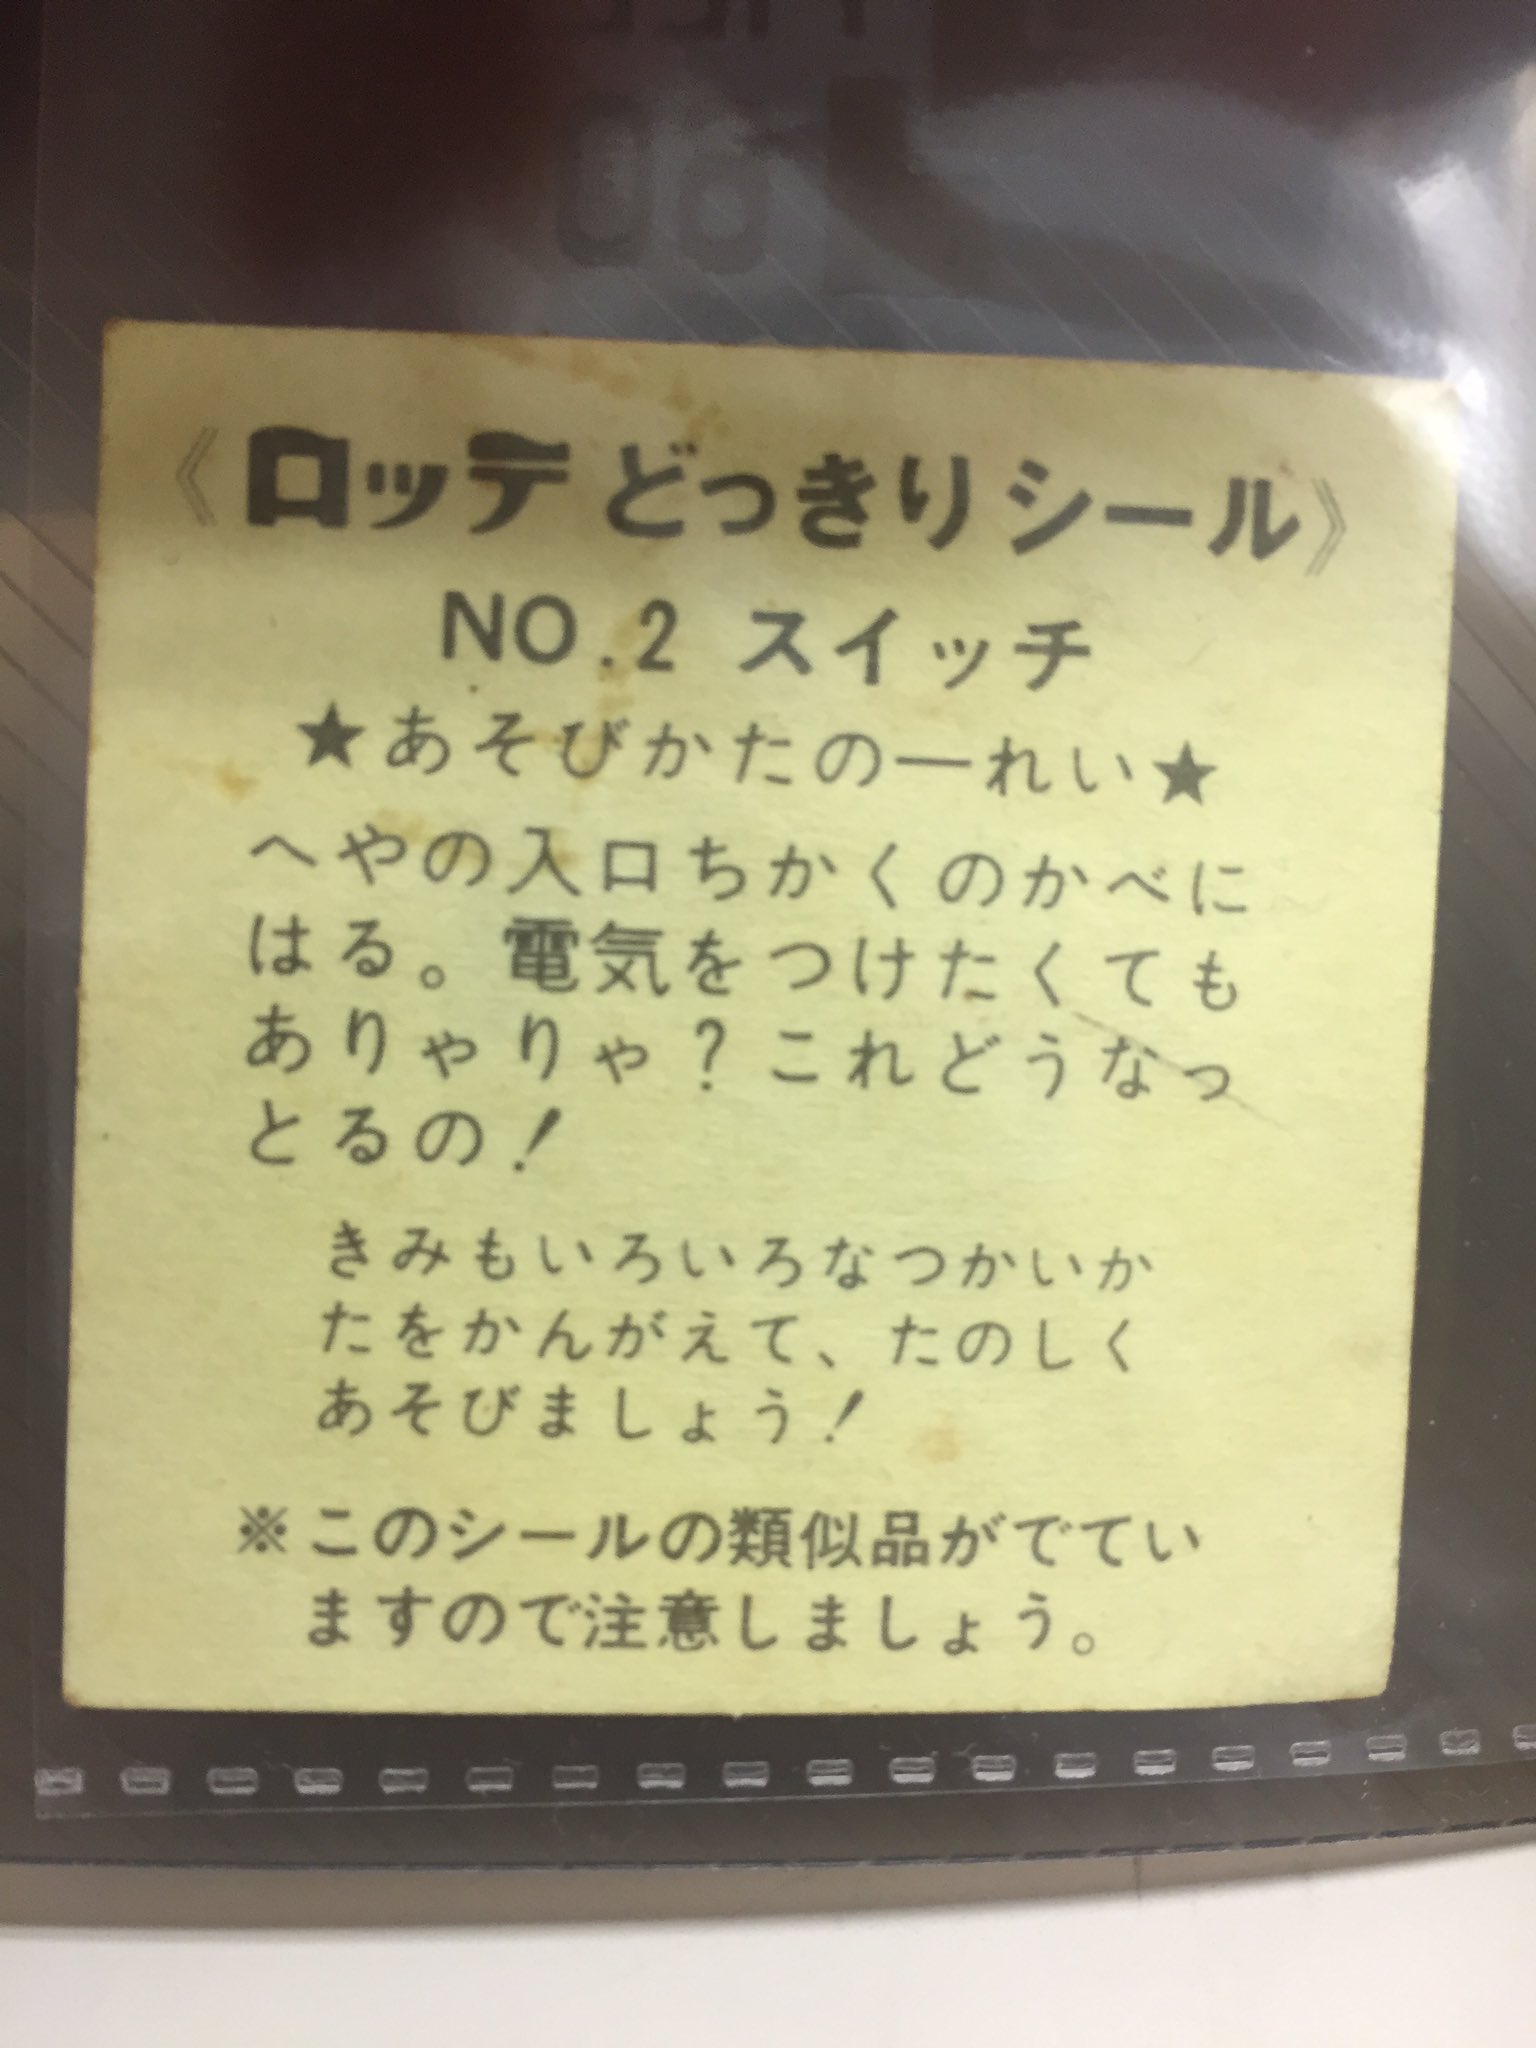 《ロッテどっきりシール》
NO.2 スイッチ
★あそびかたの一れい★
へやの入口ちかくのかべに
はる。電気をつけたくても
ありゃりゃ?これどうなっ
とるの!
きみもいろいろなつかいか
たをかんがえて、たのしく
あそびましょう!
※このシールの類似品がでてい
ますので注意しましょう。